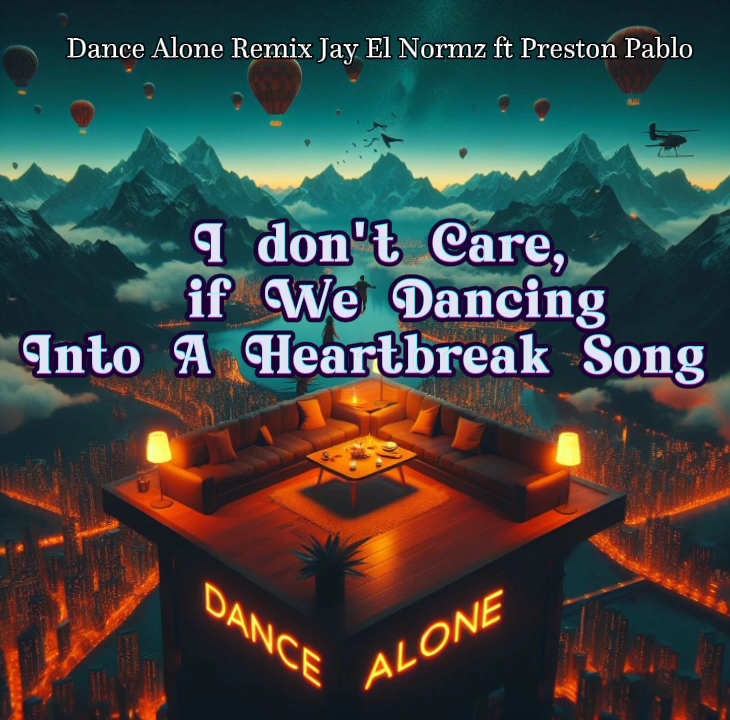 Dance Alone Remix Jay El Normz ft Preston Pablo
I don't Care,
if We Dancing
Into A Heartbreak Song
DANCE ALONE